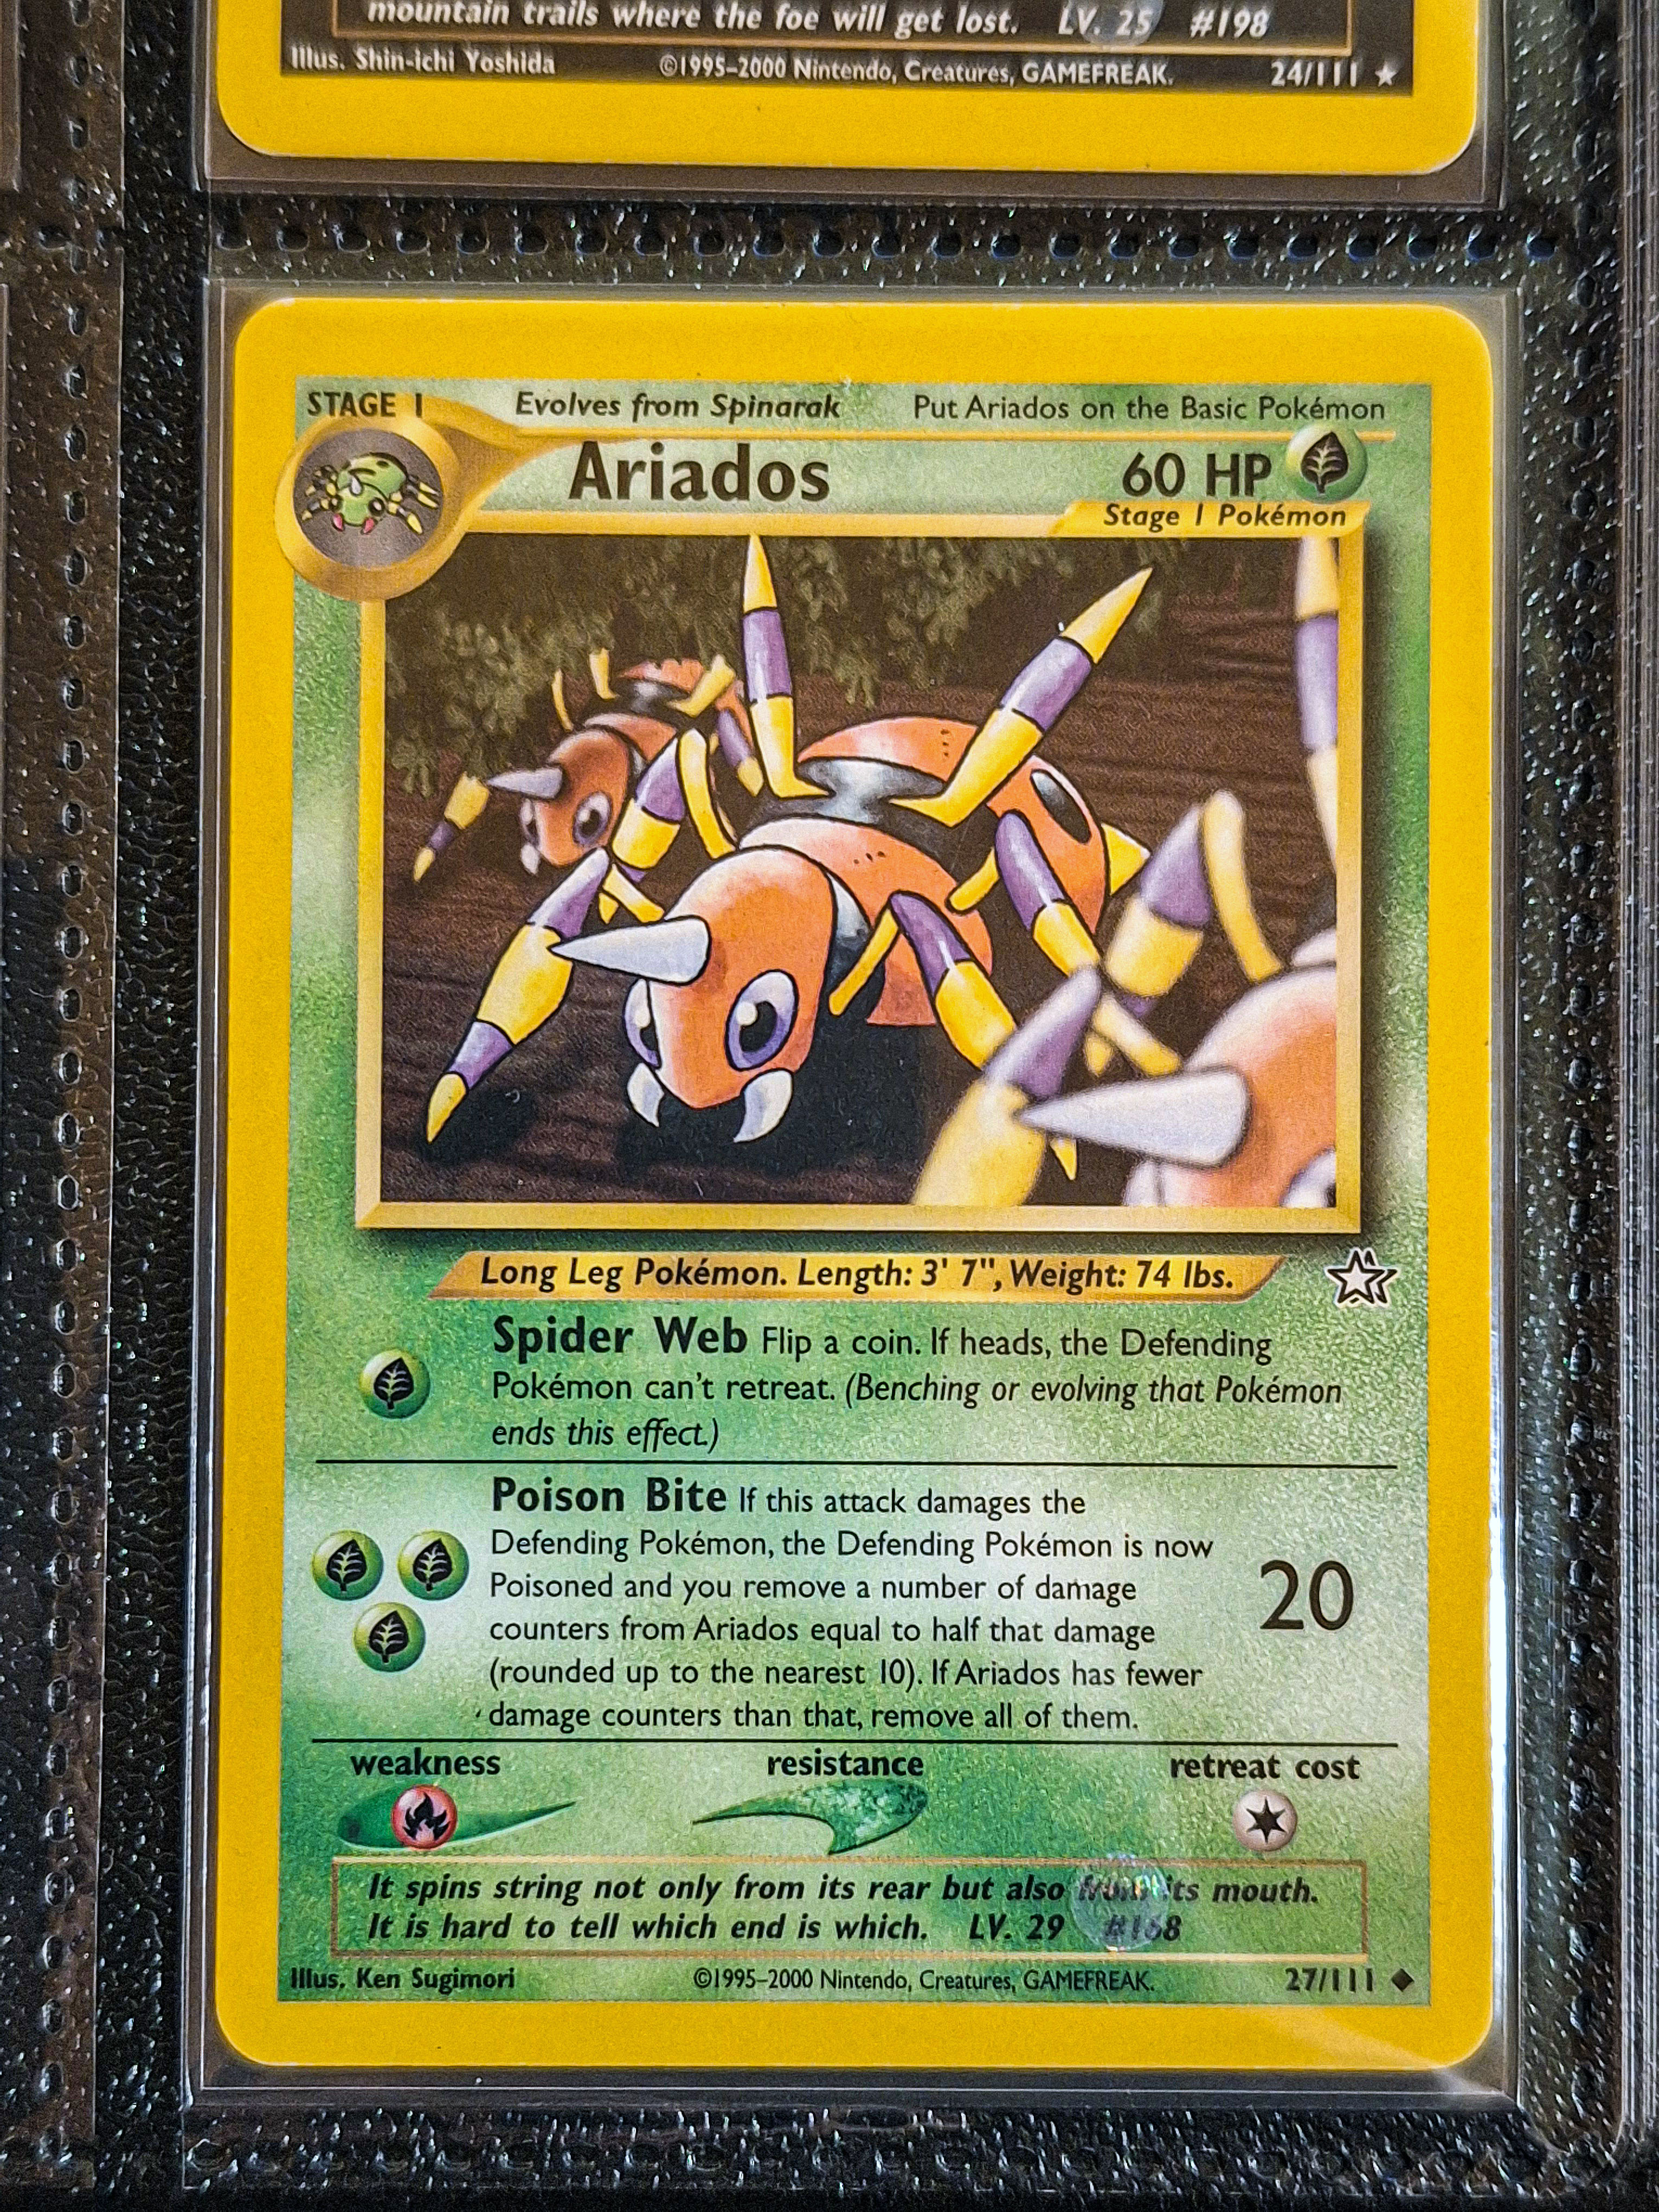 mountain trails where the foe will get lost. LV. 25 #198
Illus. Shin-ichi Yoshida ©1995–2000 Nintendo, Creatures, GAMEFREAK. 24/111 ★
STAGE 1 Evolves from Spinarak Put Ariados on the Basic Pokémon
Ariados 60 HP
Stage 1 Pokémon
Long Leg Pokémon. Length: 3' 7", Weight: 74 lbs.
Spider Web Flip a coin. If heads, the Defending
Pokémon can't retreat. (Benching or evolving that Pokémon
ends this effect.)
Poison Bite If this attack damages the
Defending Pokémon, the Defending Pokémon is now
Poisoned and you remove a number of damage
counters from Ariados equal to half that damage
(rounded up to the nearest 10). If Ariados has fewer
damage counters than that, remove all of them.
20
weakness resistance retreat cost
It spins string not only from its rear but also from its mouth.
It is hard to tell which end is which. LV. 29 #168
Illus. Ken Sugimori ©1995–2000 Nintendo, Creatures, GAMEFREAK. 27/111 ◆